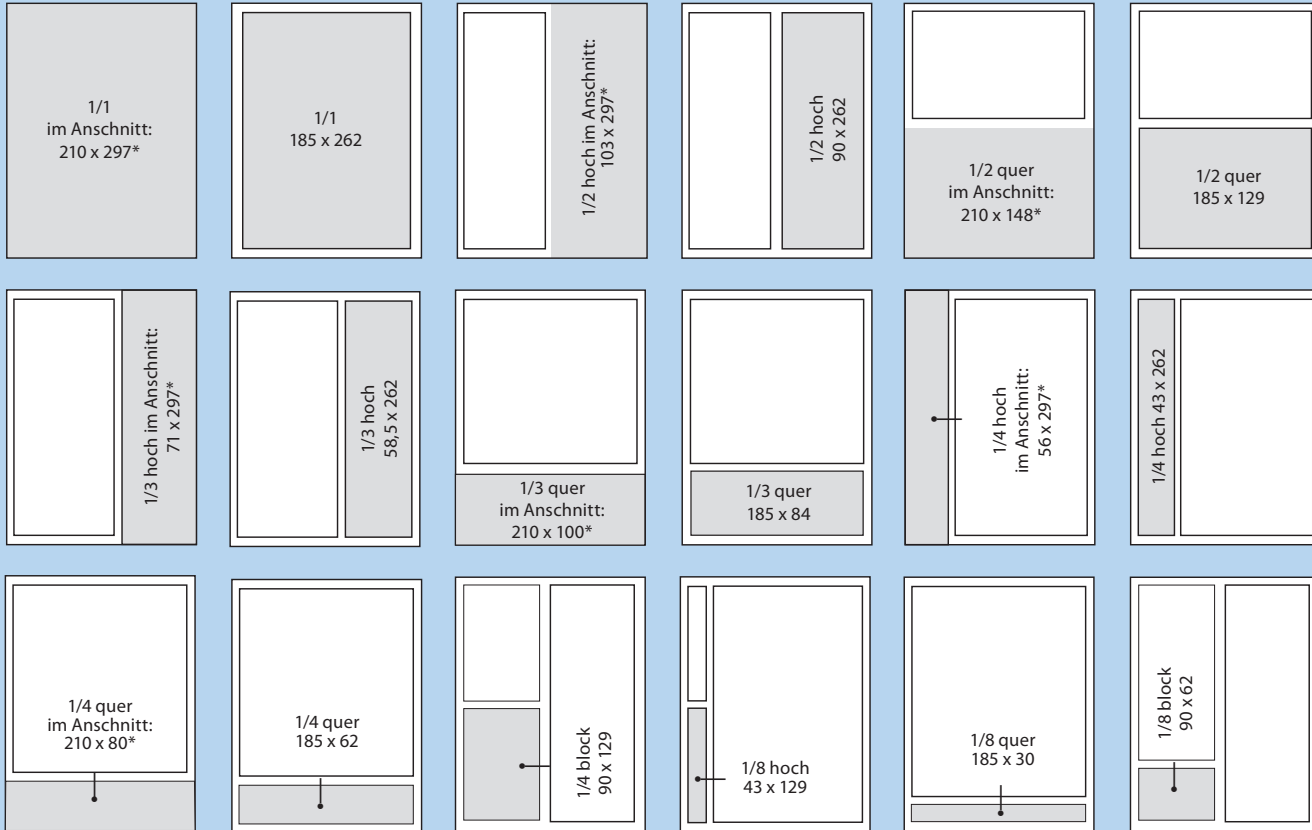 1/1
im Anschnitt:
210 x 297*
1/1
185 x 262
1/2 hoch im Anschnitt:
103 x 297*
1/2 hoch
90 x 262
1/2 quer
im Anschnitt:
210 x 148*
1/2 quer
185 x 129
1/3 hoch im Anschnitt:
71 x 297*
1/3 hoch
58,5 x 262
1/3 quer
im Anschnitt:
210 x 100*
1/3 quer
185 x 84
1/4 hoch
im Anschnitt:
56 x 297*
1/4 hoch 43 x 262
1/4 quer
im Anschnitt:
210 x 80*
1/4 quer
185 x 62
1/4 block
90 x 129
1/8 hoch
43 x 129
1/8 quer
185 x 30
1/8 block
90 x 62